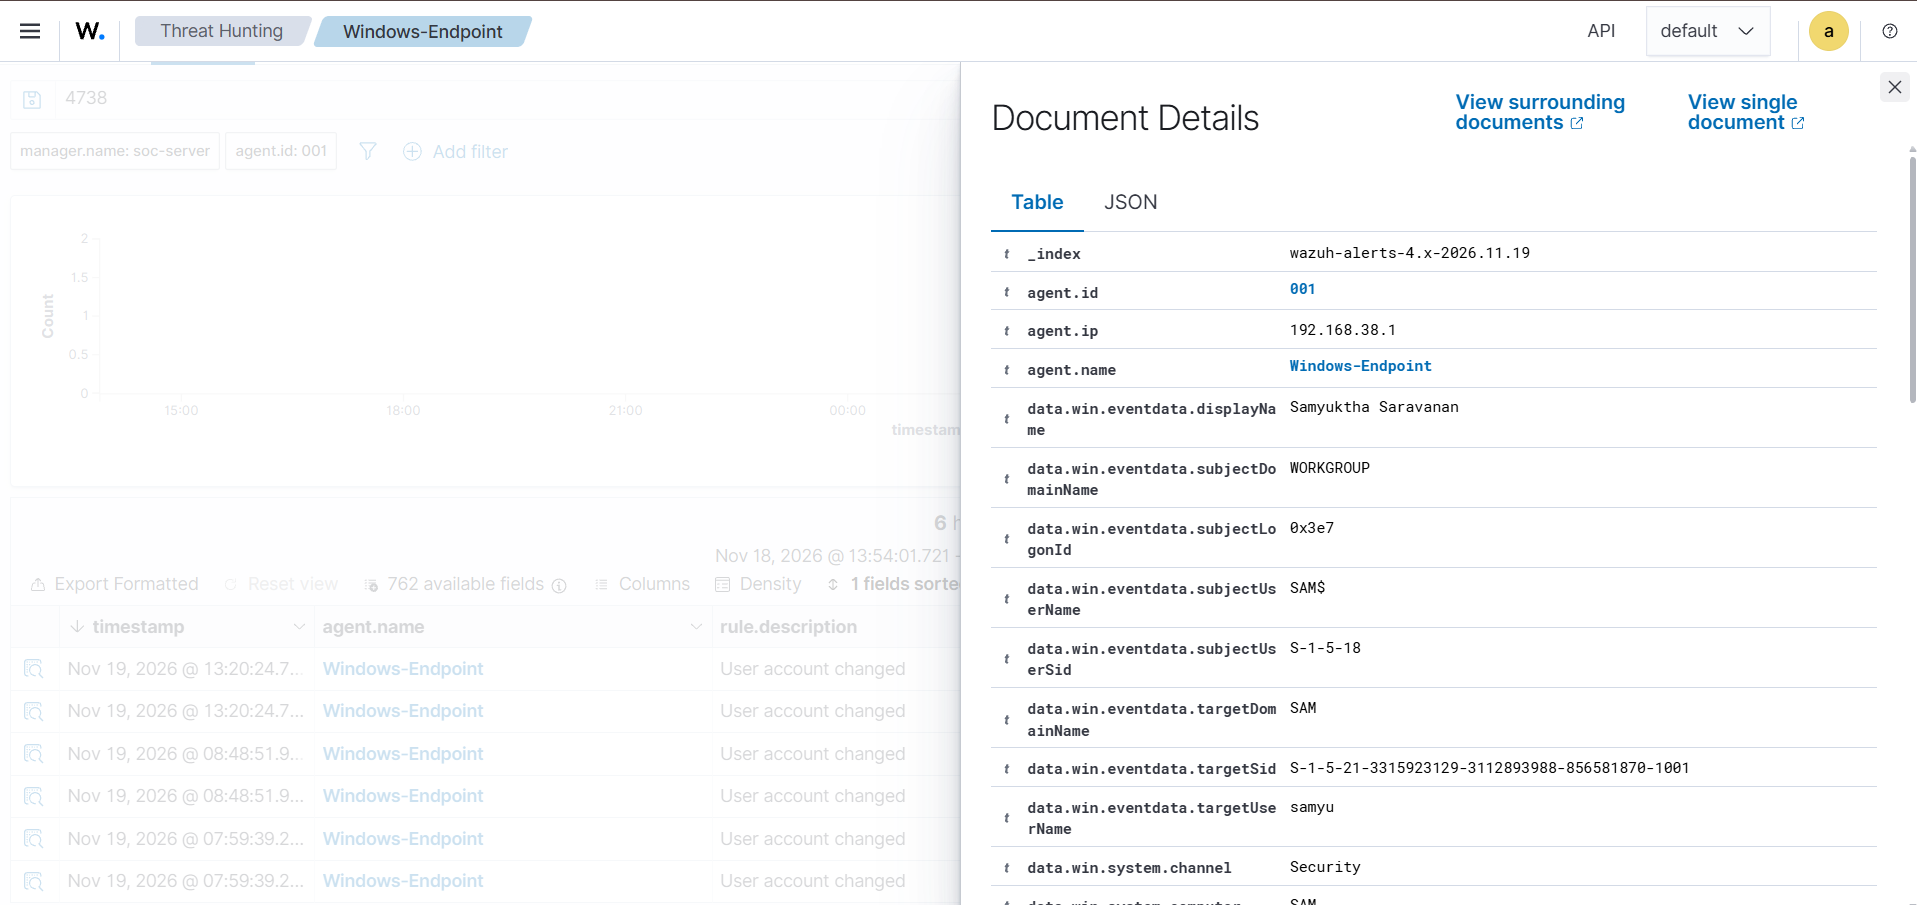 W.
Threat Hunting
Windows-Endpoint
API
default
a
4738
manager.name: soc-server
agent.id: 001
Add filter
Count
2
1.5
1
0.5
0
15:00
18:00
21:00
00:00
timestam
6 h
Nov 18, 2026 @ 13:54:01.721 -
Export Formatted
Reset view
762 available fields
Columns
Density
1 fields sorte
timestamp
agent.name
rule.description
Nov 19, 2026 @ 13:20:24.7...
Windows-Endpoint
User account changed
Nov 19, 2026 @ 13:20:24.7...
Windows-Endpoint
User account changed
Nov 19, 2026 @ 08:48:51.9...
Windows-Endpoint
User account changed
Nov 19, 2026 @ 08:48:51.9...
Windows-Endpoint
User account changed
Nov 19, 2026 @ 07:59:39.2...
Windows-Endpoint
User account changed
Nov 19, 2026 @ 07:59:39.2...
Windows-Endpoint
User account changed
Document Details
View surrounding
documents
View single
document
Table
JSON
t _index wazuh-alerts-4.x-2026.11.19
t agent.id 001
t agent.ip 192.168.38.1
t agent.name Windows-Endpoint
t data.win.eventdata.displayNa Samyuktha Saravanan
me
t data.win.eventdata.subjectDo WORKGROUP
mainName
t data.win.eventdata.subjectLo 0x3e7
gonId
t data.win.eventdata.subjectUs SAM$
erName
t data.win.eventdata.subjectUs S-1-5-18
erSid
t data.win.eventdata.targetDom SAM
ainName
t data.win.eventdata.targetSid S-1-5-21-3315923129-3112893988-856581870-1001
t data.win.eventdata.targetUse samyu
rName
t data.win.system.channel Security
t data.win.system.computer SAM